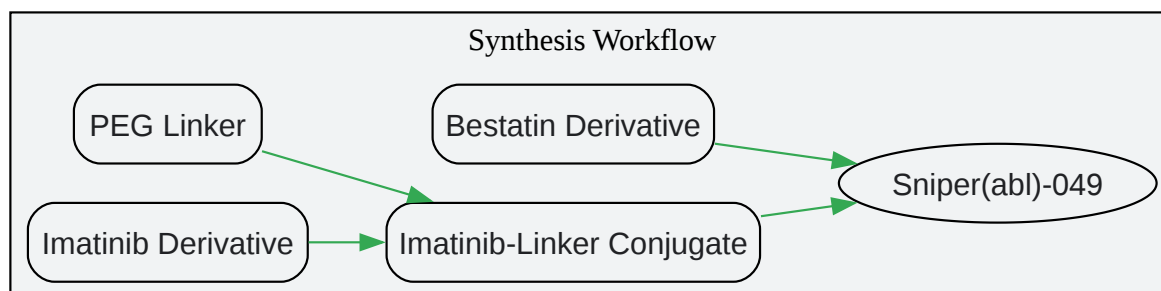 Synthesis Workflow
PEG Linker
Bestatin Derivative
Sniper(abl)-049
Imatinib Derivative
Imatinib-Linker Conjugate